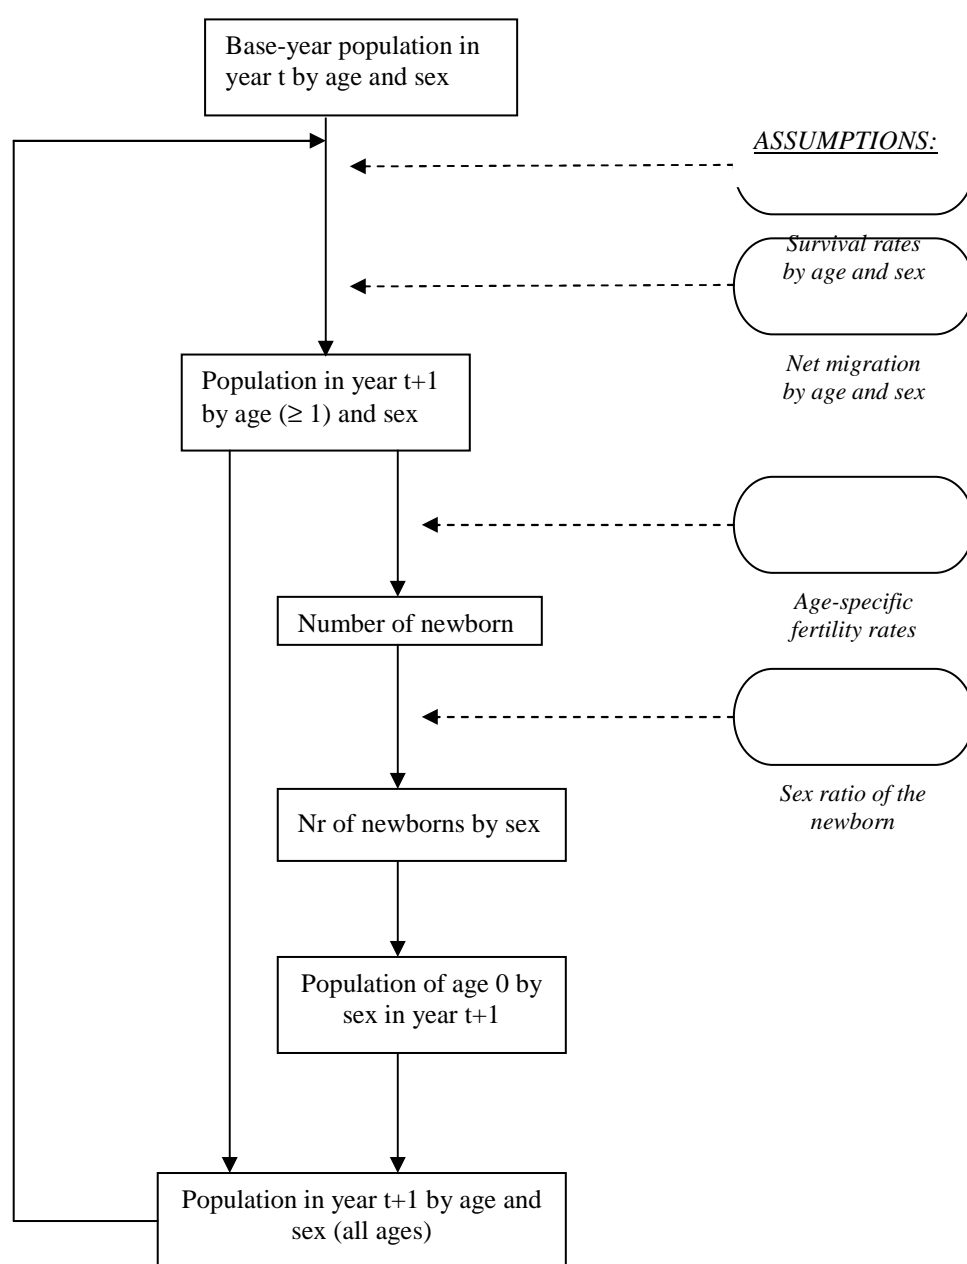 Base-year population in
year t by age and sex
ASSUMPTIONS:
Survival rates
by age and sex
Net migration
by age and sex
Population in year t+1
by age (≥ 1) and sex
Age-specific
fertility rates
Number of newborn
Sex ratio of the
newborn
Nr of newborns by sex
Population of age 0 by
sex in year t+1
Population in year t+1 by age and
sex (all ages)